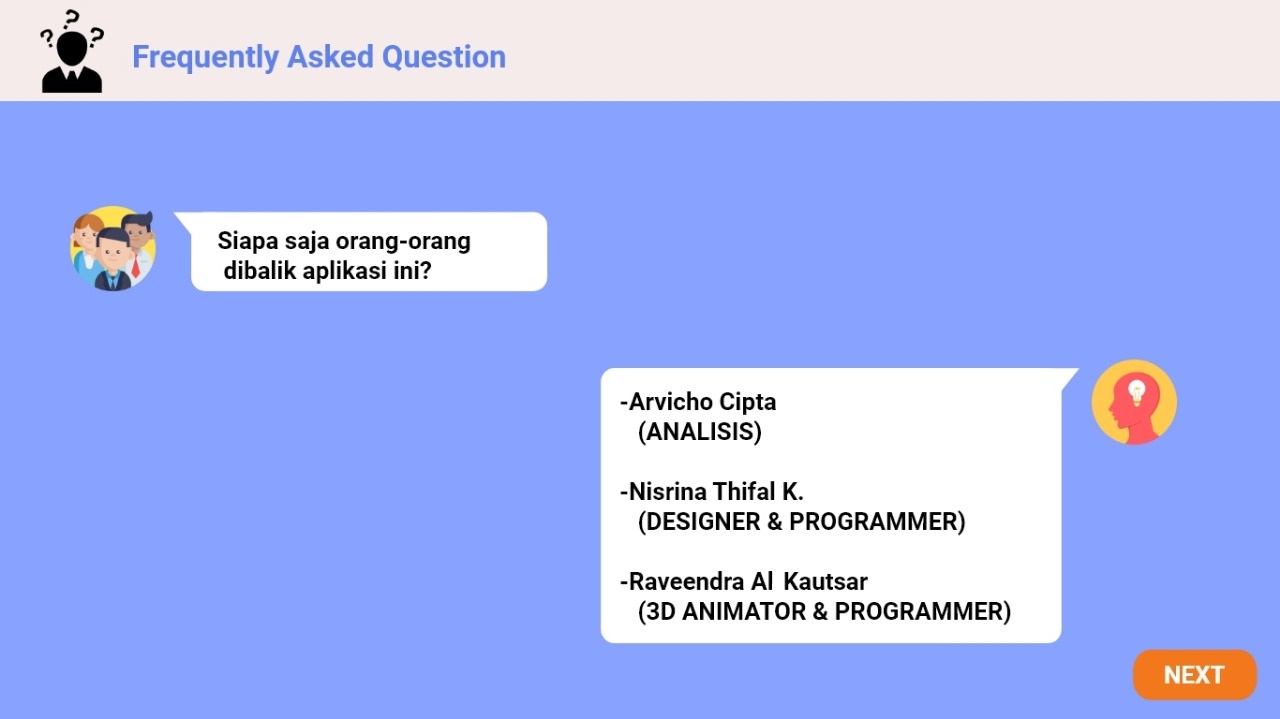 Frequently Asked Question
Siapa saja orang-orang
dibalik aplikasi ini?
-Arvicho Cipta
(ANALISIS)
-Nisrina Thifal K.
(DESIGNER & PROGRAMMER)
-Raveendra Al Kautsar
(3D ANIMATOR & PROGRAMMER)
NEXT